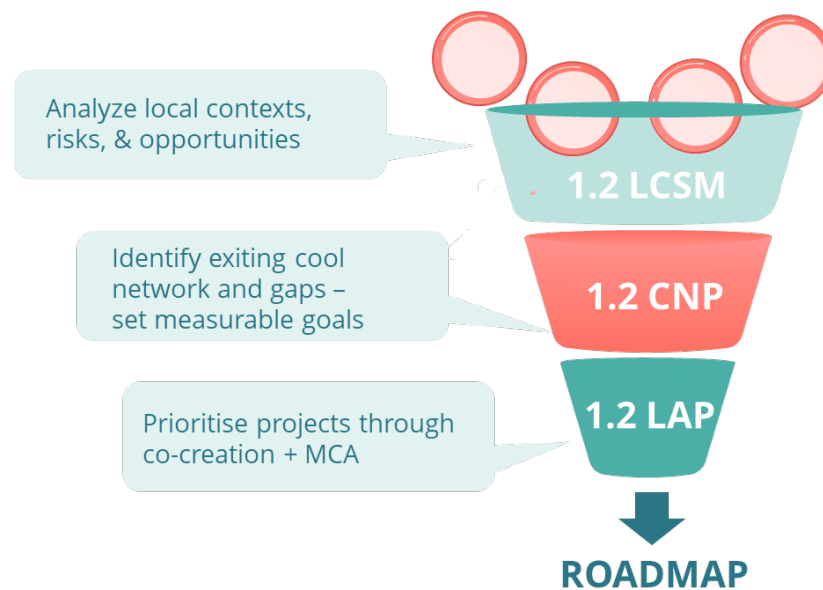 Analyze local contexts,
risks, & opportunities
1.2 LCSM
Identify exiting cool
network and gaps –
set measurable goals
1.2 CNP
Prioritise projects through
co-creation + MCA
1.2 LAP
ROADMAP